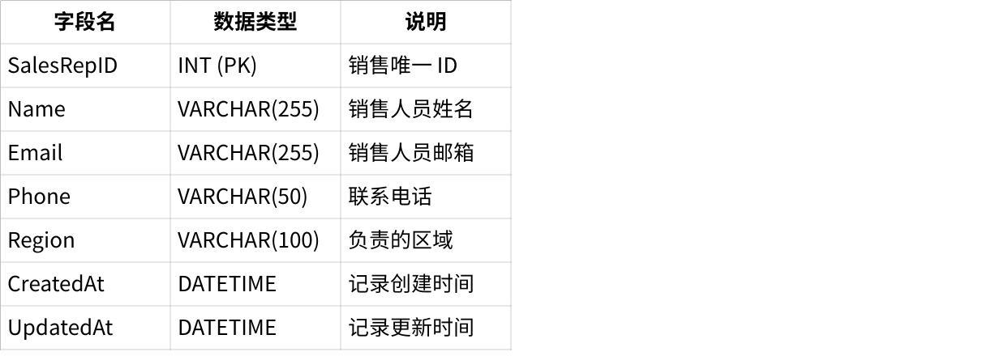 字段名 数据类型 说明
SalesRepID INT (PK) 销售唯一 ID
Name VARCHAR(255) 销售人员姓名
Email VARCHAR(255) 销售人员邮箱
Phone VARCHAR(50) 联系电话
Region VARCHAR(100) 负责的区域
CreatedAt DATETIME 记录创建时间
UpdatedAt DATETIME 记录更新时间